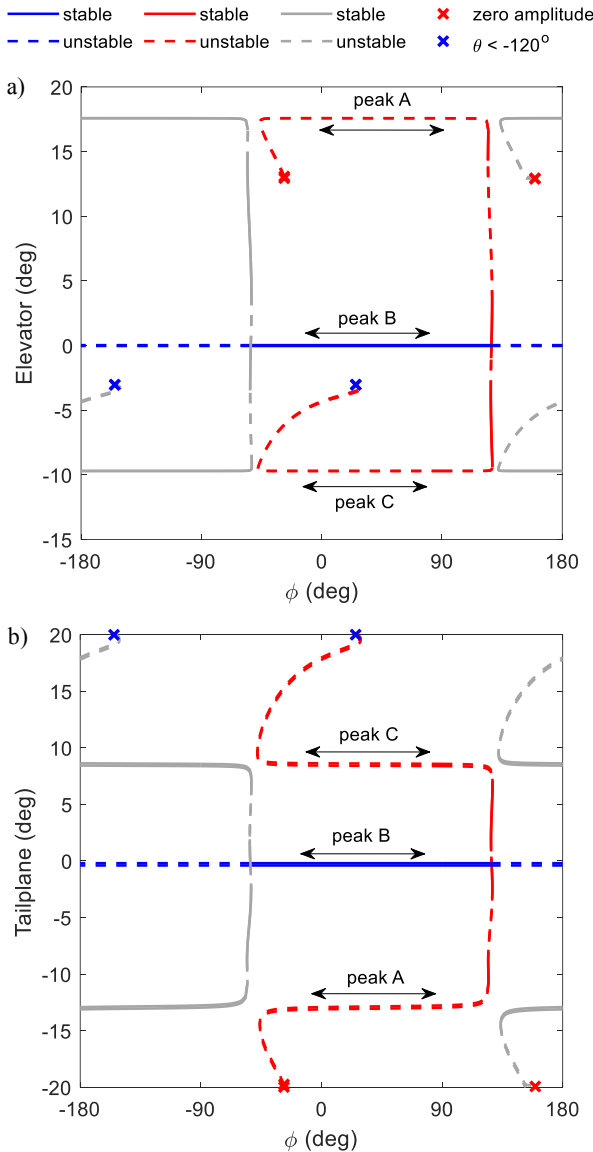 stable stable stable zero amplitude
unstable unstable unstable θ < -120°
a)
20
peak A
15
10
5
peak B
0
-5
-10
peak C
-15
-180 -90 0 90 180
Elevator (deg)
ϕ (deg)
b)
20
15
peak C
10
5
peak B
0
-5
-10
peak A
-15
-20
-180 -90 0 90 180
Tailplane (deg)
ϕ (deg)